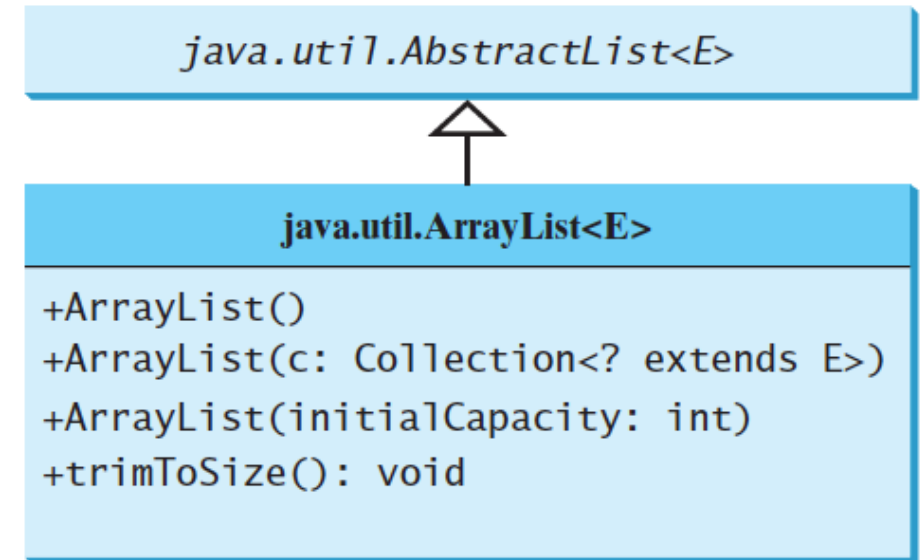 java.util.AbstractList<E>
java.util.ArrayList<E>
+ArrayList()
+ArrayList(c: Collection<? extends E>)
+ArrayList(initialCapacity: int)
+trimToSize(): void